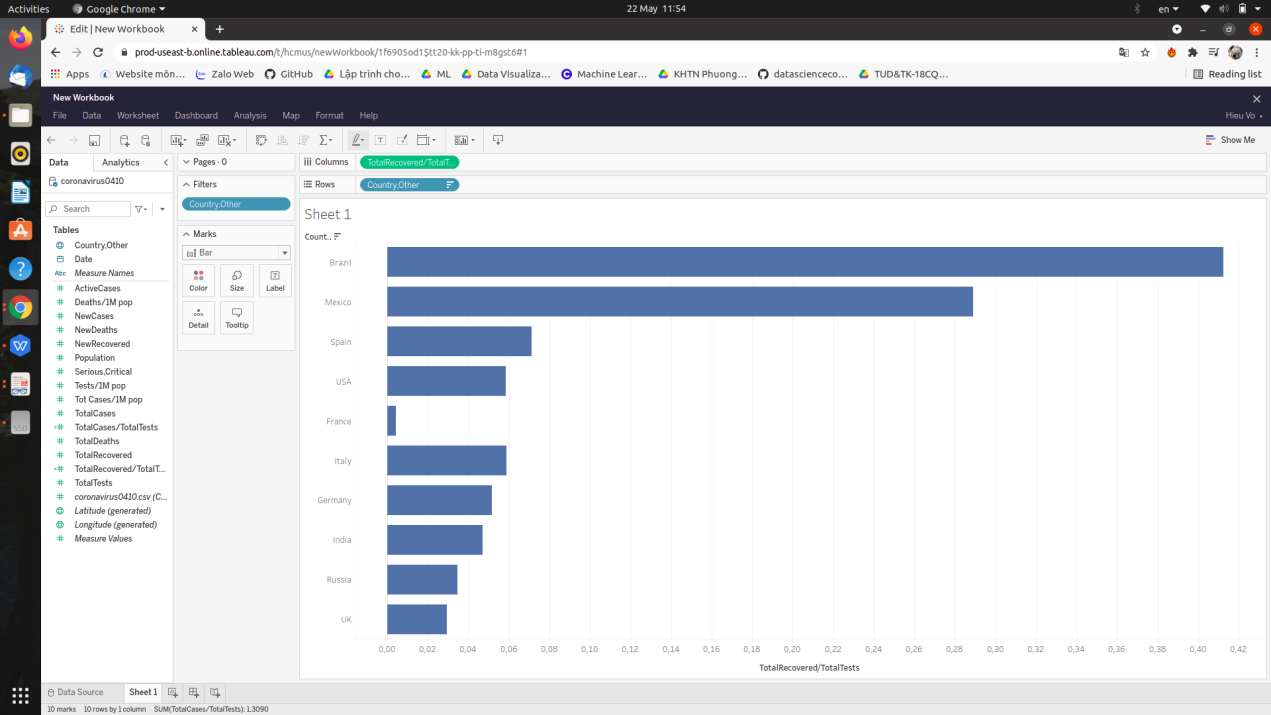 Activities Google Chrome 22 May 11:54 en
Edit | New Workbook
prod-useast-b.online.tableau.com/t/hcmus/newWorkbook/1f6905od1$tt20-kk-pp-ti-m8gst6#1
Apps Website môn... Zalo Web GitHub Lập trình cho... ML Data Visualiza... Machine Lear... KHTN Phuong... datascienceco... TUD&TK-18CQ... Reading list
New Workbook
File Data Worksheet Dashboard Analysis Map Format Help Hieu Vo
Show Me
Data Analytics
coronavirus0410
Search
Tables
Country,Other
Date
Abc Measure Names
ActiveCases
Deaths/1M pop
NewCases
NewDeaths
NewRecovered
Population
Serious,Critical
Tests/1M pop
Tot Cases/1M pop
TotalCases
TotalCases/TotalTests
TotalDeaths
TotalRecovered
TotalRecovered/TotalT...
TotalTests
coronavirus0410.csv (C...
Latitude (generated)
Longitude (generated)
Measure Values
Pages · 0
Filters
Country,Other
Marks
Bar
Color Size Label
Detail Tooltip
Columns TotalRecovered/TotalT...
Rows Country,Other
Sheet 1
Count..
Brazil
Mexico
Spain
USA
France
Italy
Germany
India
Russia
UK
0,00 0,02 0,04 0,06 0,08 0,10 0,12 0,14 0,16 0,18 0,20 0,22 0,24 0,26 0,28 0,30 0,32 0,34 0,36 0,38 0,40 0,42
TotalRecovered/TotalTests
Data Source Sheet 1
10 marks 10 rows by 1 column SUM(TotalCases/TotalTests): 1,3090
SSD